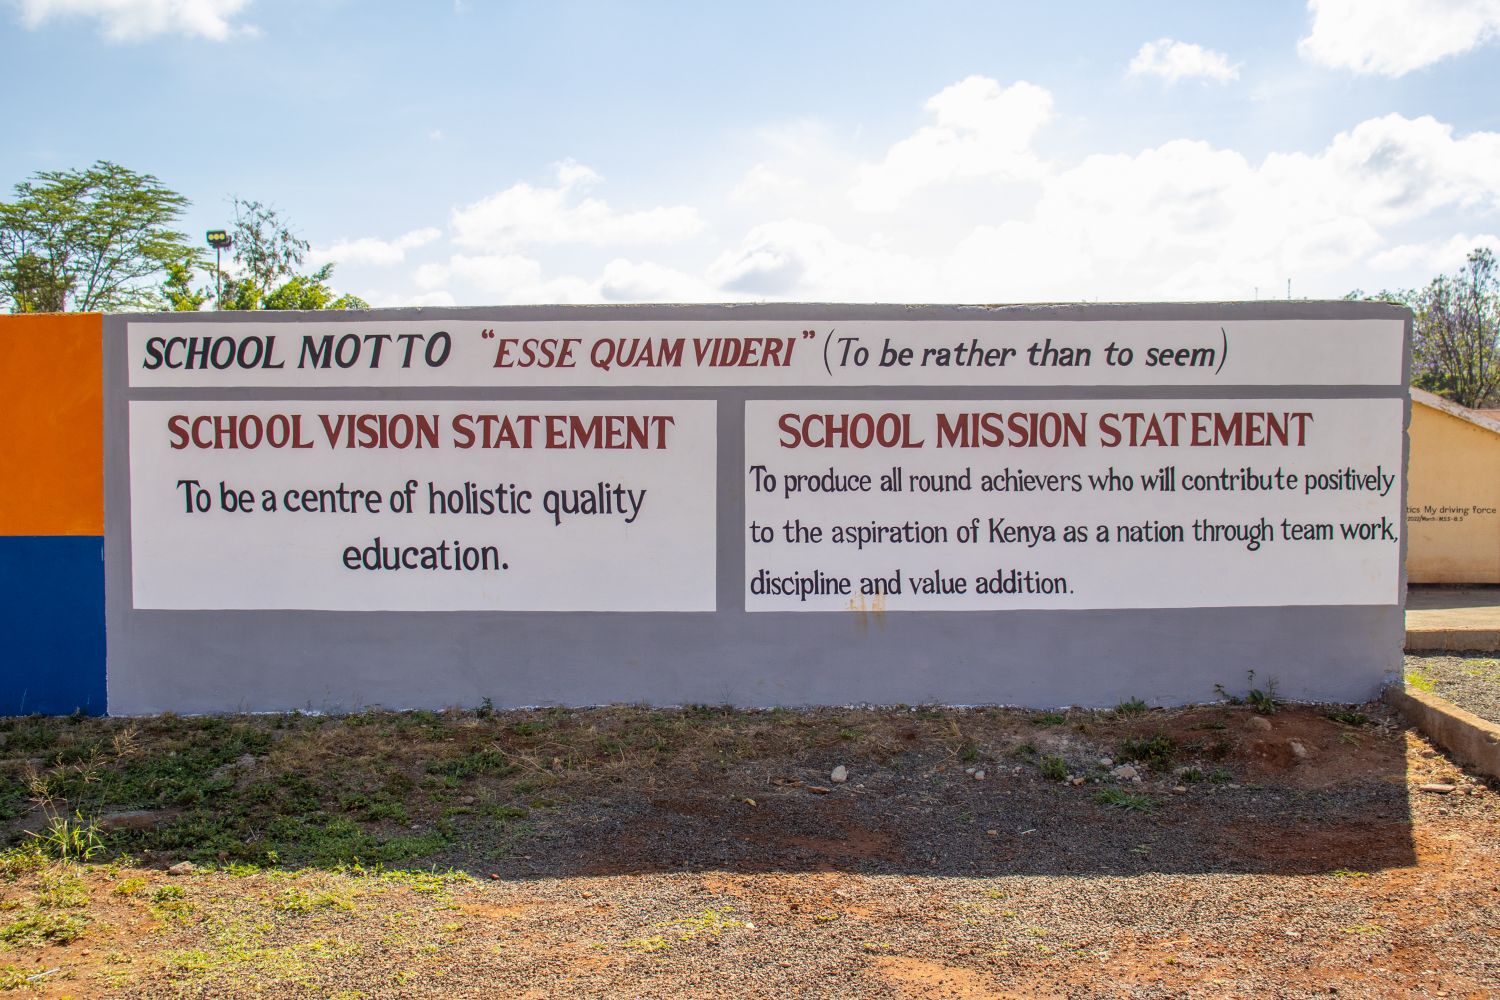 SCHOOL MOTTO "ESSE QUAM VIDERI" (To be rather than to seem)
SCHOOL VISION STATEMENT
To be a centre of holistic quality
education.
SCHOOL MISSION STATEMENT
To produce all round achievers who will contribute positively
to the aspiration of Kenya as a nation through team work,
discipline and value addition.
My driving force